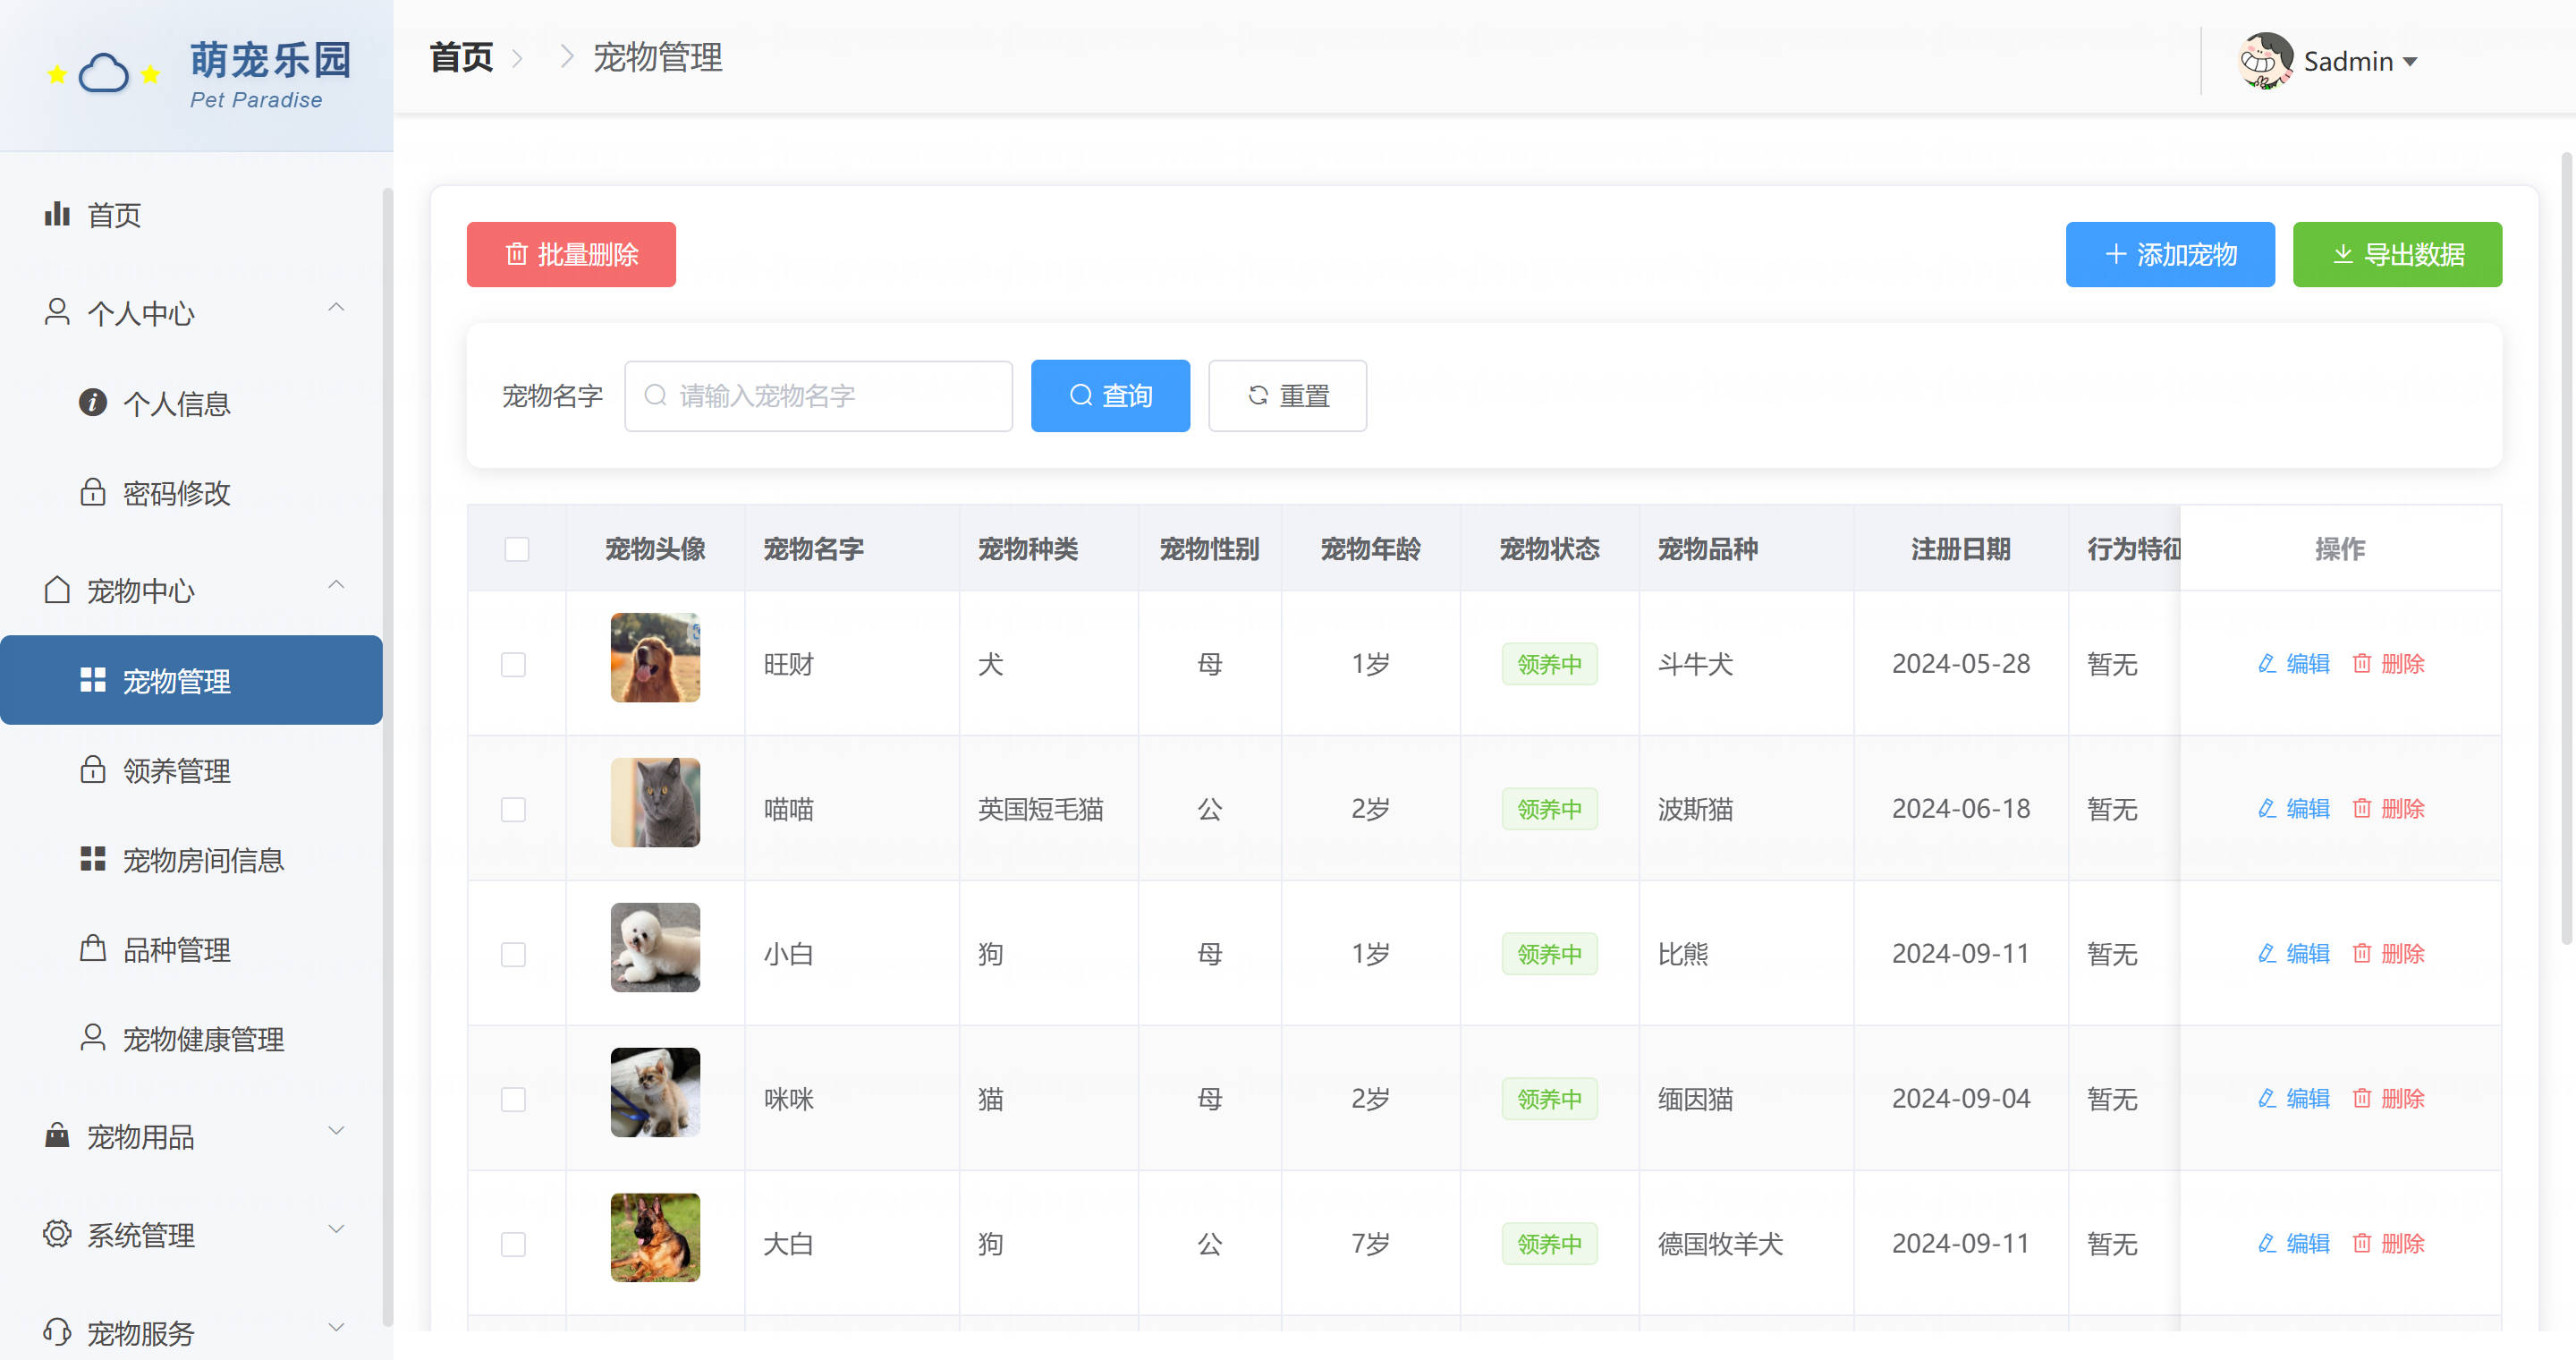 萌宠乐园
Pet Paradise
首页
个人中心
个人信息
密码修改
宠物中心
宠物管理
领养管理
宠物房间信息
品种管理
宠物健康管理
宠物用品
系统管理
宠物服务
首页 宠物管理
Sadmin
批量删除
添加宠物 导出数据
宠物名字 请输入宠物名字 查询 重置
宠物头像 宠物名字 宠物种类 宠物性别 宠物年龄 宠物状态 宠物品种 注册日期 行为特征 操作
旺财 犬 母 1岁 领养中 斗牛犬 2024-05-28 暂无 编辑 删除
喵喵 英国短毛猫 公 2岁 领养中 波斯猫 2024-06-18 暂无 编辑 删除
小白 狗 母 1岁 领养中 比熊 2024-09-11 暂无 编辑 删除
咪咪 猫 母 2岁 领养中 缅因猫 2024-09-04 暂无 编辑 删除
大白 狗 公 7岁 领养中 德国牧羊犬 2024-09-11 暂无 编辑 删除